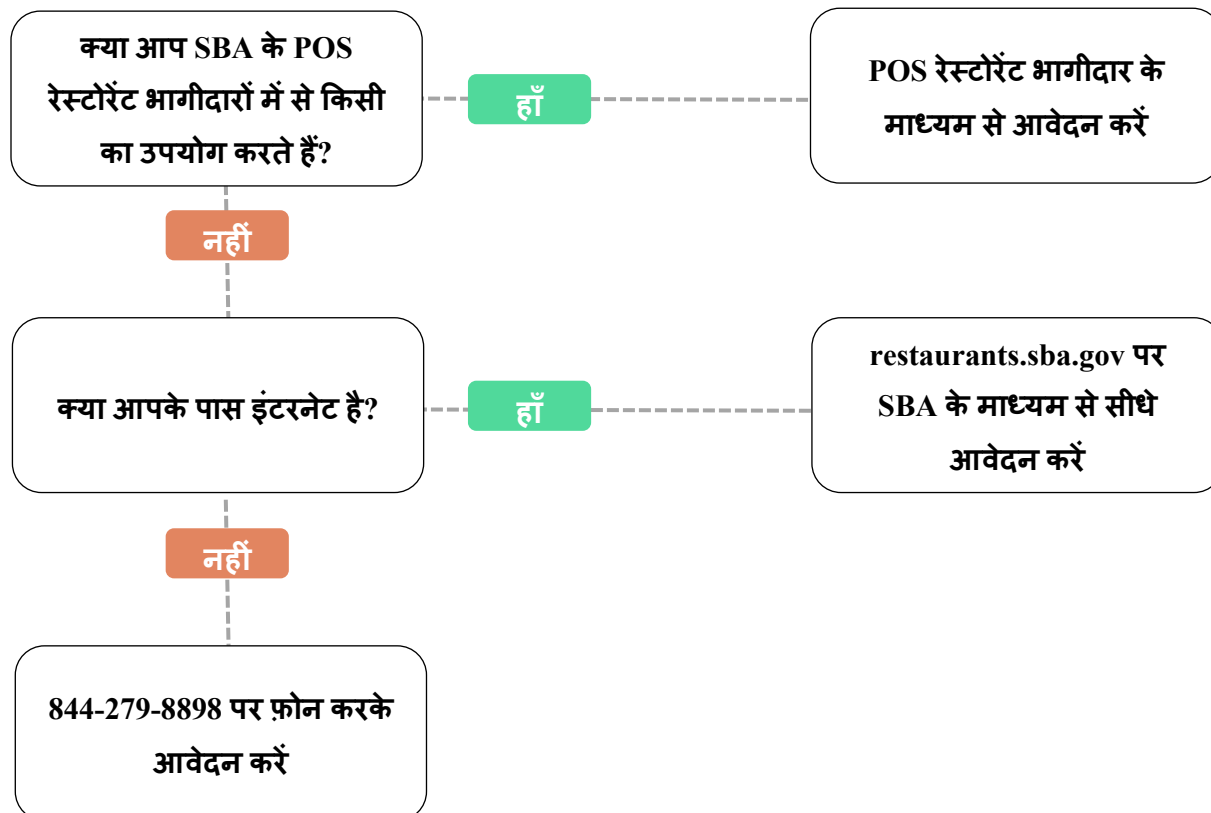 क्या आप SBA के POS
रेस्टोरेंट भागीदारों में से किसी
का उपयोग करते हैं?
हाँ
POS रेस्टोरेंट भागीदार के
माध्यम से आवेदन करें
नहीं
क्या आपके पास इंटरनेट है?
हाँ
restaurants.sba.gov पर
SBA के माध्यम से सीधे
आवेदन करें
नहीं
844-279-8898 पर फ़ोन करके
आवेदन करें